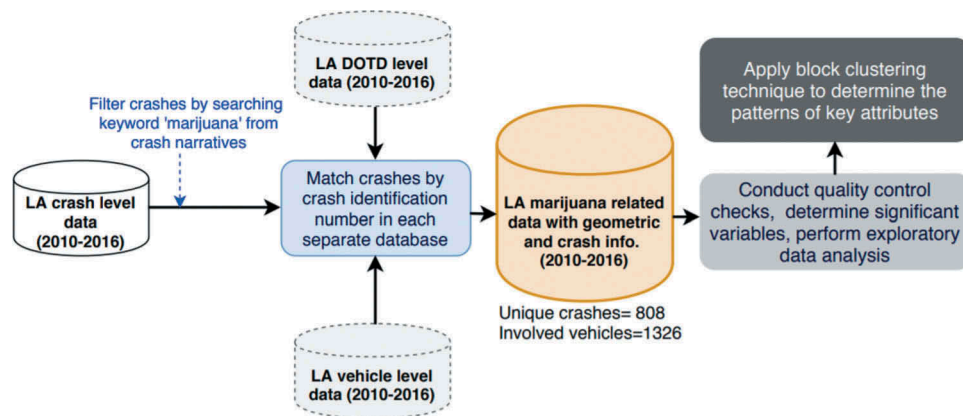 LA DOTD level
data (2010-2016)
Filter crashes by searching
keyword 'marijuana' from
crash narratives
LA crash level
data
(2010-2016)
Match crashes by
crash identification
number in each
separate database
LA vehicle level
data (2010-2016)
LA marijuana related
data with geometric
and crash info.
(2010-2016)
Unique crashes= 808
Involved vehicles=1326
Apply block clustering
technique to determine the
patterns of key attributes
Conduct quality control
checks, determine significant
variables, perform exploratory
data analysis